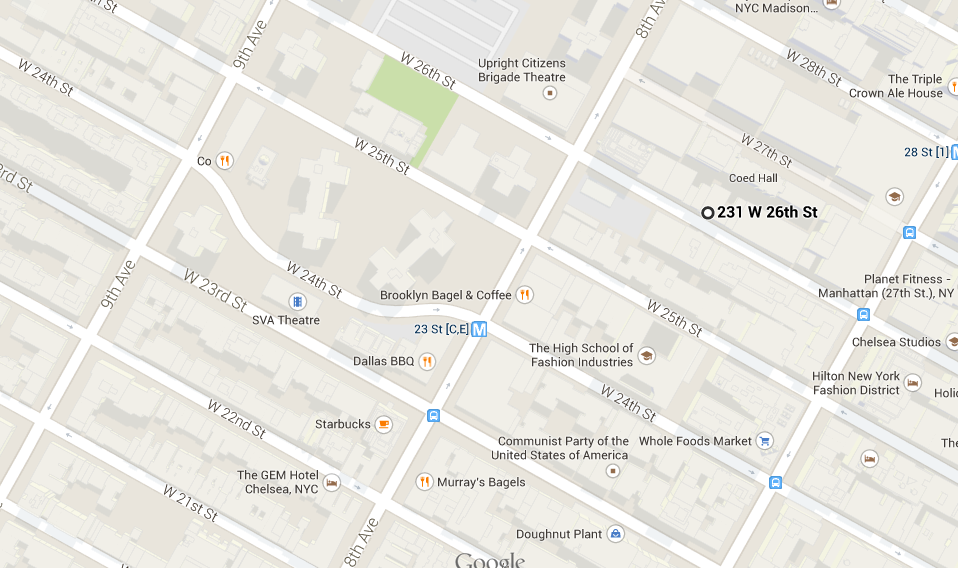 NYC Madison...
9th Ave
8th Ave
W 26th St
W 28th St
Upright Citizens
Brigade Theatre
The Triple
Crown Ale House
W 24th St
W 27th St
28 St [1]
Co
W 25th St
Coed Hall
231 W 26th St
rd St
9th Ave
W 24th St
Planet Fitness -
Manhattan (27th St.), NY
Brooklyn Bagel & Coffee
W 23rd St
SVA Theatre
W 25th St
23 St [C,E]
M
Chelsea Studios
The High School of
Fashion Industries
Dallas BBQ
Hilton New York
Fashion District
Holi
W 24th St
W 22nd St
Starbucks
Communist Party of the
United States of America
Whole Foods Market
The
The GEM Hotel
Chelsea, NYC
Murray's Bagels
W 21st St
8th Ave
Doughnut Plant
Google